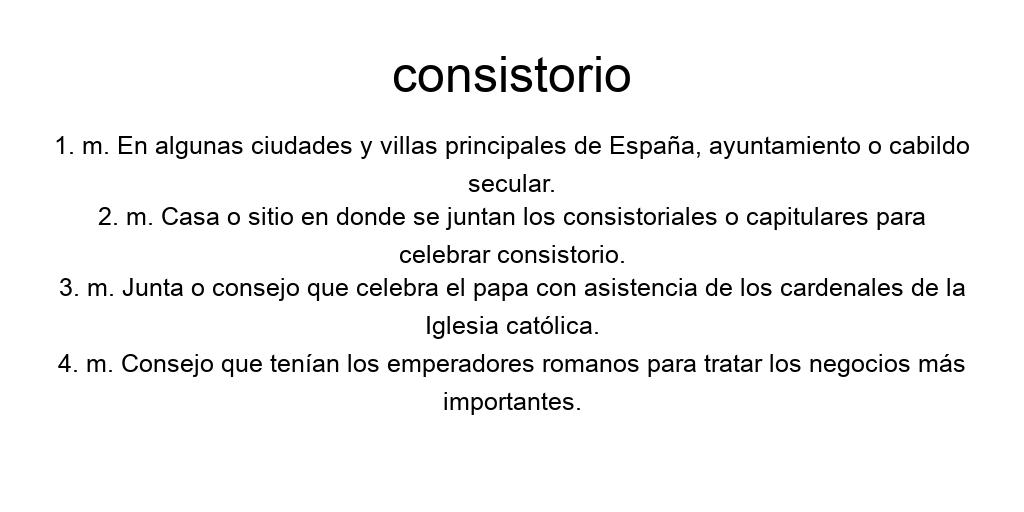 consistorio
1. m. En algunas ciudades y villas principales de España, ayuntamiento o cabildo
secular.
2. m. Casa o sitio en donde se juntan los consistoriales o capitulares para
celebrar consistorio.
3. m. Junta o consejo que celebra el papa con asistencia de los cardenales de la
Iglesia católica.
4. m. Consejo que tenían los emperadores romanos para tratar los negocios más
importantes.